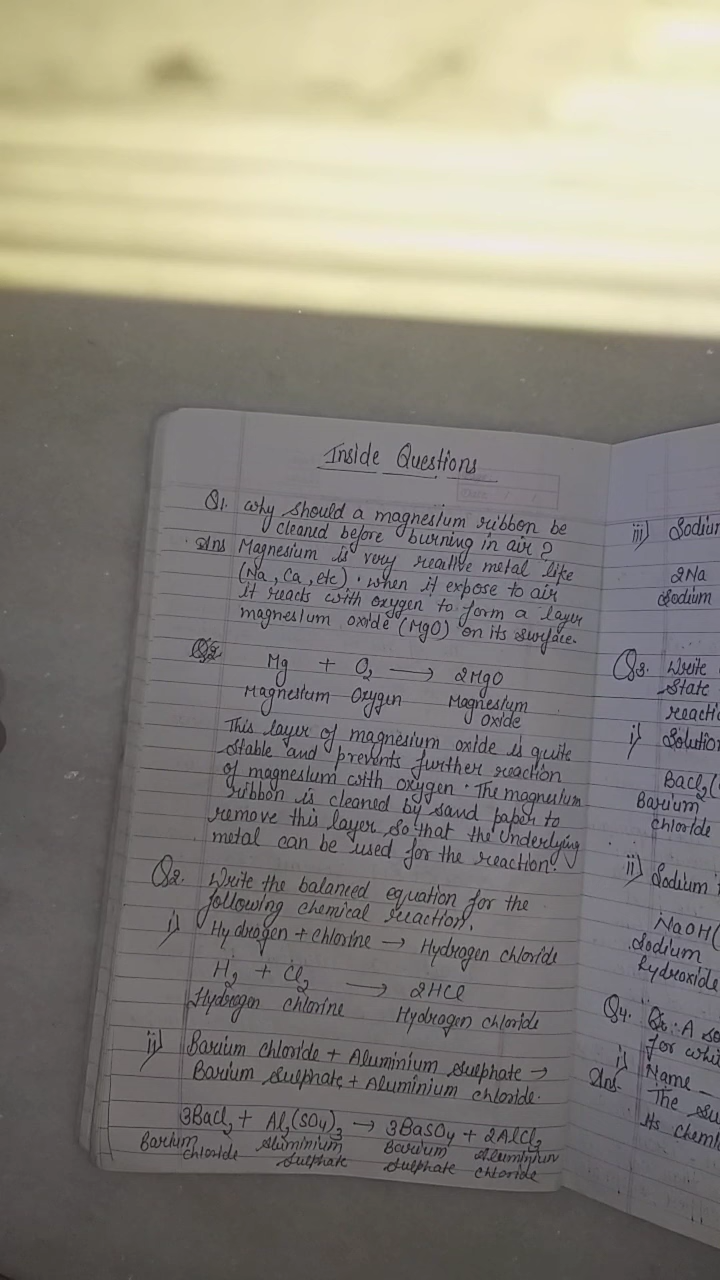 Inside Questions
Q1. Why should a magnesium ribbon be
cleaned before burning in air?
Ans Magnesium is very reactive metal like
(Na, Ca, etc). when it expose to air
it reacts with oxygen to form a layer
magnesium oxide (MgO) on its surface.
Mg + O₂ → 2MgO
Magnesium Oxygen Magnesium
oxide
This layer of magnesium oxide is quite
stable and prevents further reaction
of magnesium with oxygen. The magnesium
ribbon is cleaned by sand paper to
remove this layer, so that the underlying
metal can be used for the reaction.
Q2. Write the balanced equation for the
following chemical reaction.
i) Hydrogen + Chlorine → Hydrogen chloride
H₂ + Cl₂ → 2HCl
Hydrogen chlorine Hydrogen chloride
ii) Barium chloride + Aluminium sulphate →
Barium sulphate + Aluminium chloride.
3BaCl₂ + Al₂(SO₄)₃ → 3BaSO₄ + 2AlCl₃
Barium Aluminium Barium Aluminium
chloride sulphate sulphate chloride
iii) Sodium
2Na
Sodium
Q3. Write
State
reacti
i) Solution
BaCl₂(
Barium
chloride
ii) Sodium
NaOH(
Sodium
hydroxide
Q4. A so
for whi
i) Name
Ans. The su
Its chemi